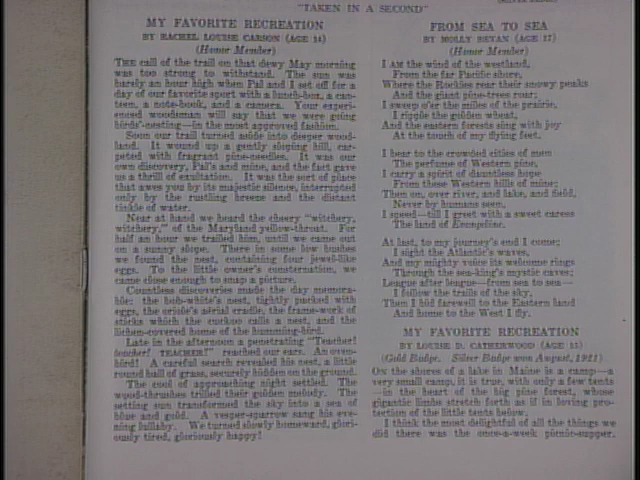 "TAKEN IN A SECOND"
MY FAVORITE RECREATION
BY RACHEL LOUISE CARSON (AGE 14)
(Honor Member)
THE call of the trail on that dewy May morning
was too strong to withstand. The sun was
barely an hour high when Pal and I set off for a
day of our favorite sport with a lunch-box, a can-
teen, a note-book, and a camera. Your experi-
enced woodsman will say that we were going
birds'-nesting—in the most approved fashion.
Soon our trail turned aside into deeper wood-
land. It wound up a gently sloping hill, car-
peted with fragrant pine-needles. It was our
own discovery, Pal's and mine, and the fact gave
us a thrill of exultation. It was the sort of place
that awes you by its majestic silence, interrupted
only by the rustling breeze and the distant
tinkle of water.
Near at hand we heard the cheery "witchery,
witchery," of the Maryland yellow-throat. For
half an hour we trailed him, until we came out
on a sunny slope. There in some low bushes
we found the nest, containing four jewel-like
eggs. To the little owner's consternation, we
came close enough to snap a picture.
Countless discoveries made the day memora-
ble: the bob-white's nest, tightly packed with
eggs, the oriole's aërial cradle, the frame-work of
sticks which the cuckoo calls a nest, and the
lichen-covered home of the humming-bird.
Late in the afternoon a penetrating "Teacher!
teacher! TEACHER!" reached our ears. An oven-
bird! A careful search revealed his nest, a little
round ball of grass, securely hidden on the ground.
The cool of approaching night settled. The
wood-thrushes trilled their golden melody. The
setting sun transformed the sky into a sea of
blue and gold. A vesper-sparrow sang his eve-
ning lullaby. We turned slowly homeward, glori-
ously tired, gloriously happy!
FROM SEA TO SEA
BY MOLLY BEVAN (AGE 17)
(Honor Member)
I AM the wind of the westland,
From the far Pacific shore,
Where the Rockies rear their snowy peaks
And the giant pine-trees roar;
I sweep o'er the miles of the prairie,
I ripple the golden wheat,
And the eastern forests sing with joy
At the touch of my flying feet.
I bear to the crowded cities of men
The perfume of Western pine,
I carry a spirit of dauntless hope
From these Western hills of mine;
Then on, over river, and lake, and field,
Never by humans seen,
I speed—till I greet with a sweet caress
The land of Evangeline.
At last, to my journey's end I come;
I sight the Atlantic's waves,
And my mighty voice its welcome rings
Through the sea-king's mystic caves;
League after league—from sea to sea—
I follow the trails of the sky,
Then I bid farewell to the Eastern land
And home to the West I fly.
MY FAVORITE RECREATION
BY LOUISE D. CATHERWOOD (AGE 15)
(Gold Badge. Silver Badge won August, 1921)
ON the shores of a lake in Maine is a camp—a
very small camp, it is true, with only a few tents
—in the heart of the big pine forest, whose
gigantic limbs stretch forth as if in loving pro-
tection of the little tents below.
I think the most delightful of all the things we
did there was the once-a-week picnic-supper.